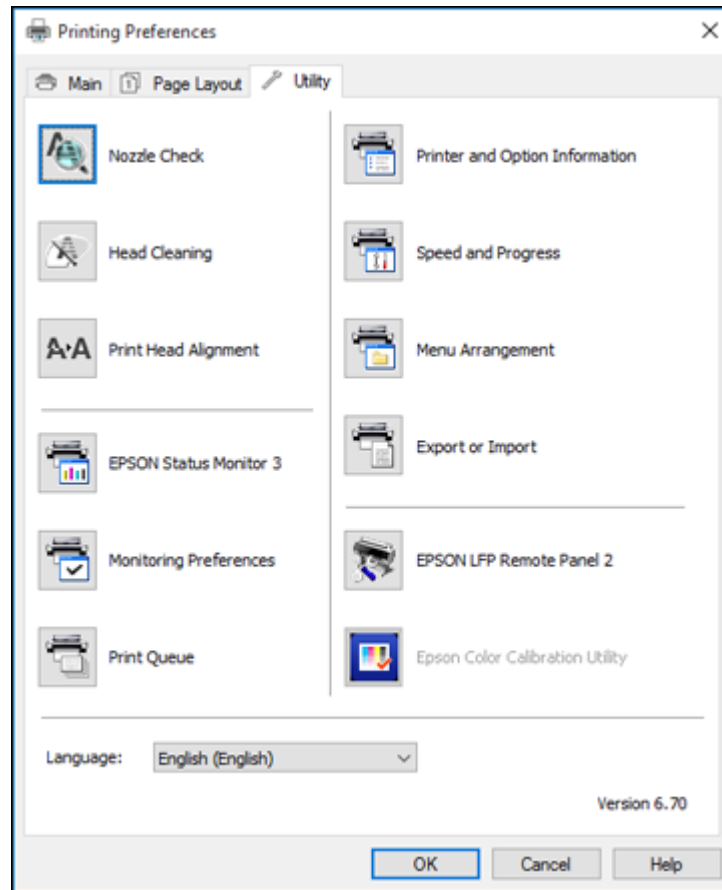 Printing Preferences
Main
1
Page Layout
Utility
Nozzle Check
Head Cleaning
A▸A
Print Head Alignment
EPSON Status Monitor 3
Monitoring Preferences
Print Queue
Printer and Option Information
Speed and Progress
Menu Arrangement
Export or Import
EPSON LFP Remote Panel 2
Epson Color Calibration Utility
Language:
English (English)
Version 6.70
OK
Cancel
Help